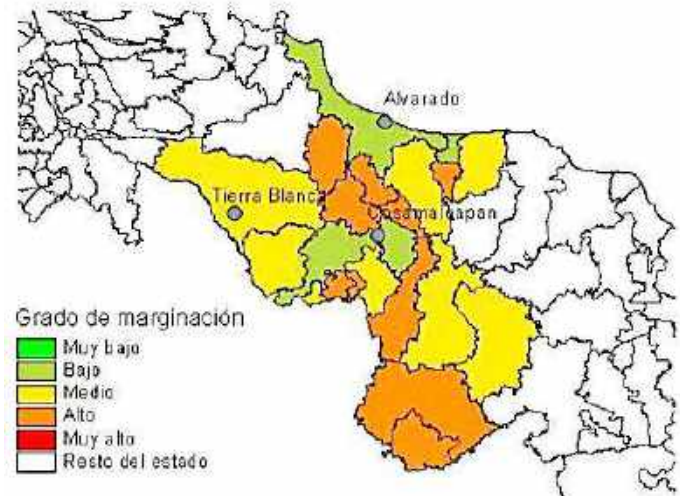 Alvarado
Tierra Blanca
Cosamaloapan
Grado de marginación
Muy bajo
Bajo
Medio
Alto
Muy alto
Resto del estado